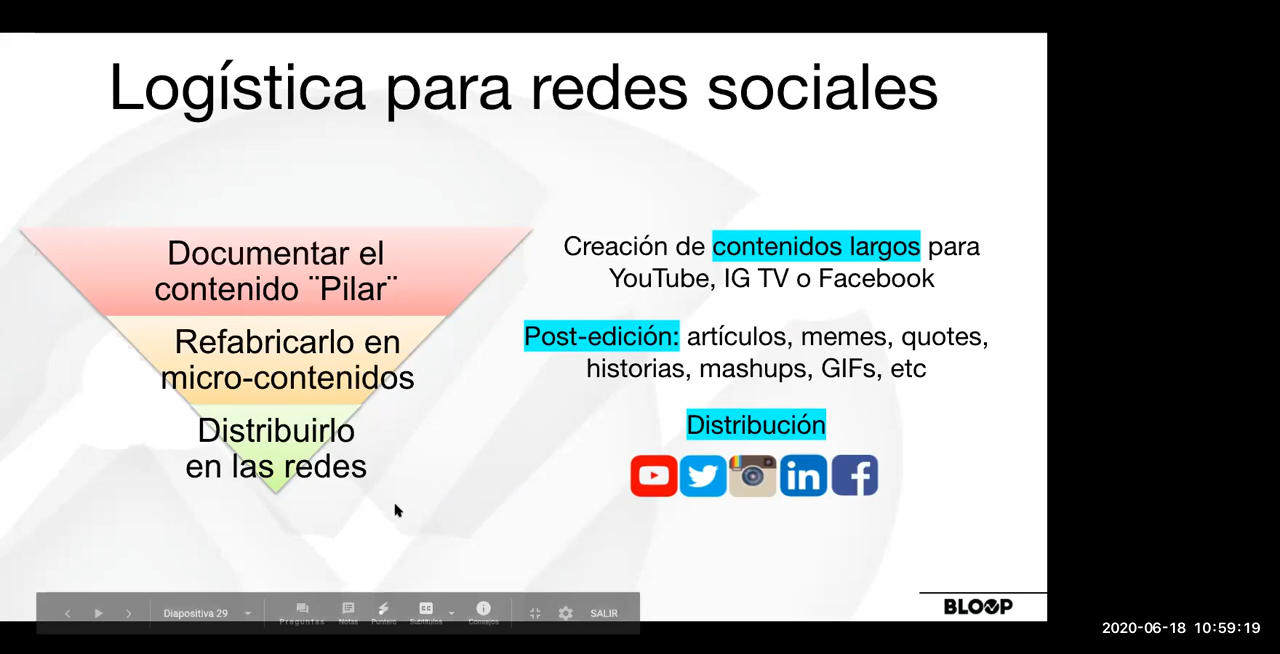 Logística para redes sociales
Documentar el
contenido ¨Pilar¨
Creación de contenidos largos para
YouTube, IG TV o Facebook
Refabricarlo en
micro-contenidos
Post-edición: artículos, memes, quotes,
historias, mashups, GIFs, etc
Distribuirlo
en las redes
Distribución
in
f
BLOOP
Diapositiva 29
Preguntas
Notas
Puntero
CC
Subtítulos
Consejos
SALIR
2020-06-18 10:59:19